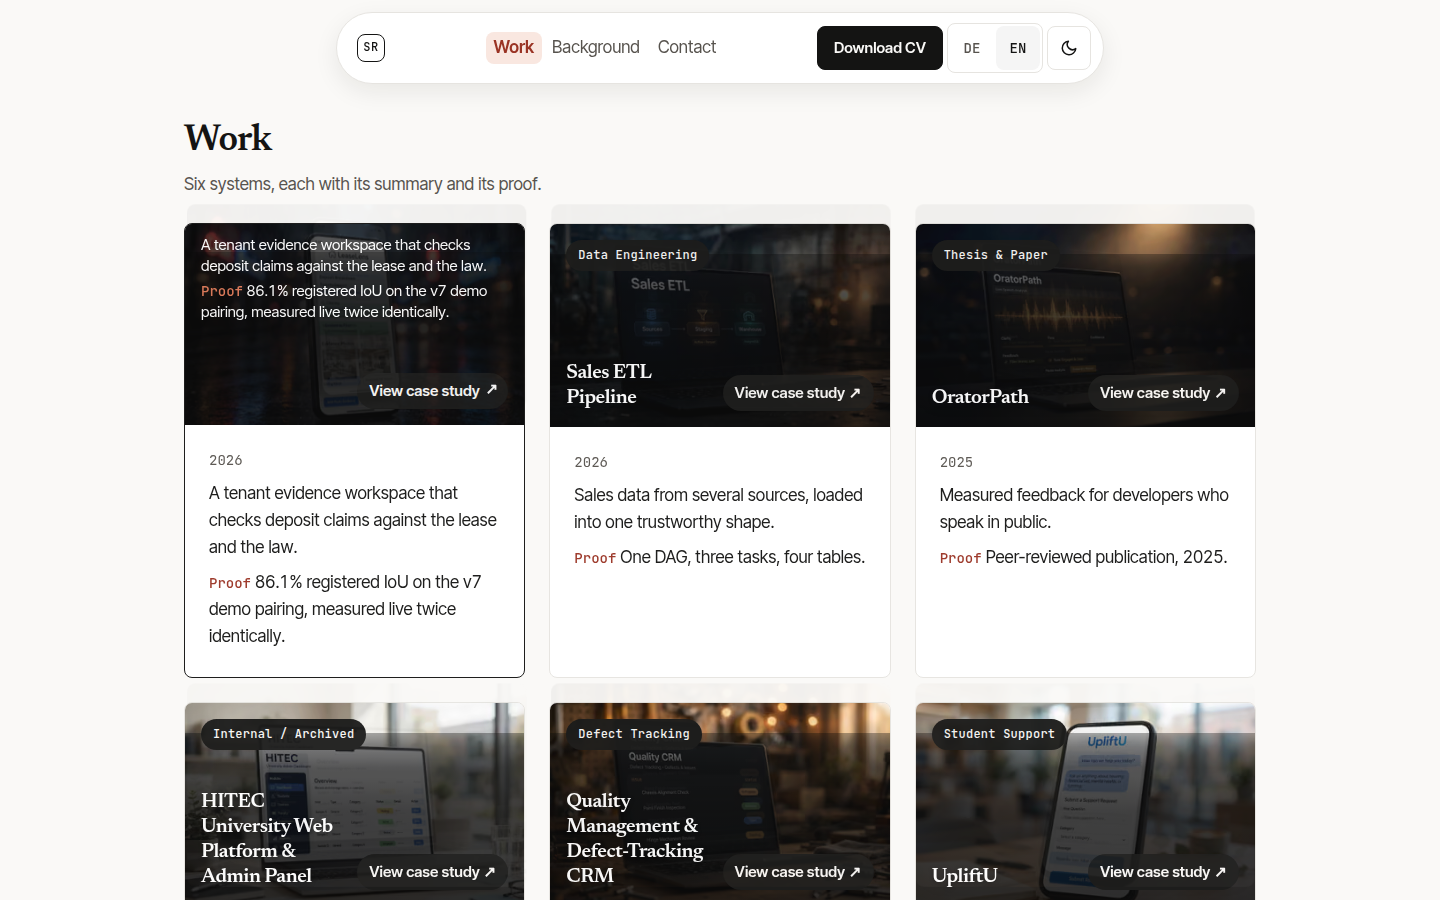 SR
Work
Background
Contact
Download CV
DE
EN
Work
Six systems, each with its summary and its proof.
A tenant evidence workspace that checks
deposit claims against the lease and the law.
Proof 86.1% registered IoU on the v7 demo
pairing, measured live twice identically.
View case study ↗
2026
A tenant evidence workspace that
checks deposit claims against the lease
and the law.
Proof 86.1% registered IoU on the v7
demo pairing, measured live twice
identically.
Data Engineering
Sales ETL
Sales ETL
Pipeline
View case study ↗
2026
Sales data from several sources, loaded
into one trustworthy shape.
Proof One DAG, three tasks, four tables.
Thesis & Paper
OratorPath
OratorPath
View case study ↗
2025
Measured feedback for developers who
speak in public.
Proof Peer-reviewed publication, 2025.
Internal / Archived
HITEC
Overview
HITEC
University Web
Platform &
Admin Panel
View case study ↗
Defect Tracking
Quality CRM
Quality
Management &
Defect-Tracking
CRM
View case study ↗
Student Support
UpliftU
UpliftU
View case study ↗